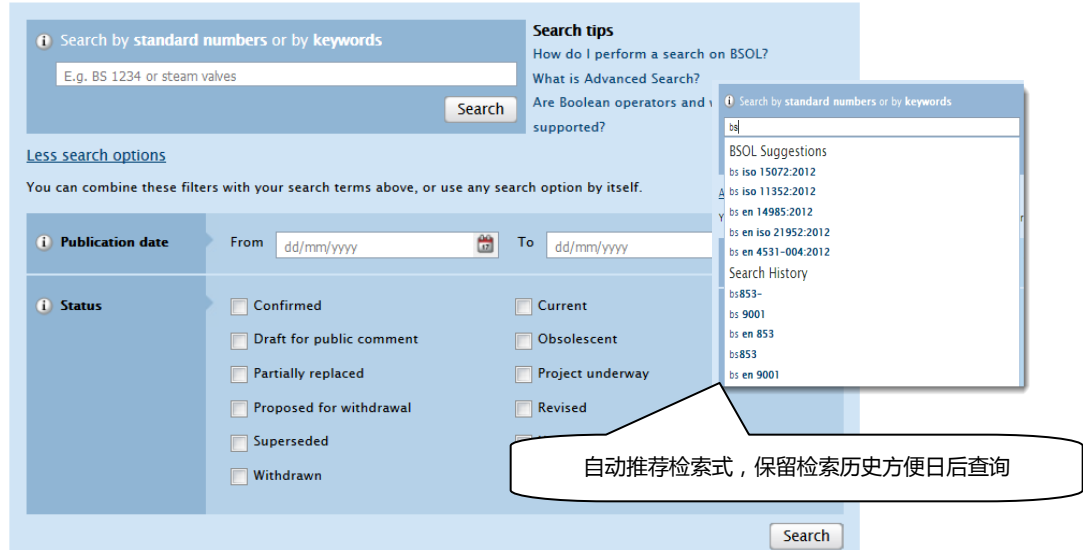 Search by standard numbers or by keywords
E.g. BS 1234 or steam valves
Search
Search tips
How do I perform a search on BSOL?
What is Advanced Search?
Are Boolean operators and
supported?
Less search options
You can combine these filters with your search terms above, or use any search option by itself.
Publication date
From
dd/mm/yyyy
To
dd/mm/yyyy
Status
Confirmed
Current
Draft for public comment
Obsolescent
Partially replaced
Project underway
Proposed for withdrawal
Revised
Superseded
Withdrawn
Search
Search by standard numbers or by keywords
bs
BSOL Suggestions
bs iso 15072:2012
bs iso 11352:2012
bs en 14985:2012
bs en iso 21952:2012
bs en 4531-004:2012
Search History
bs853-
bs 9001
bs en 853
bs853
bs en 9001
自动推荐检索式，保留检索历史方便日后查询